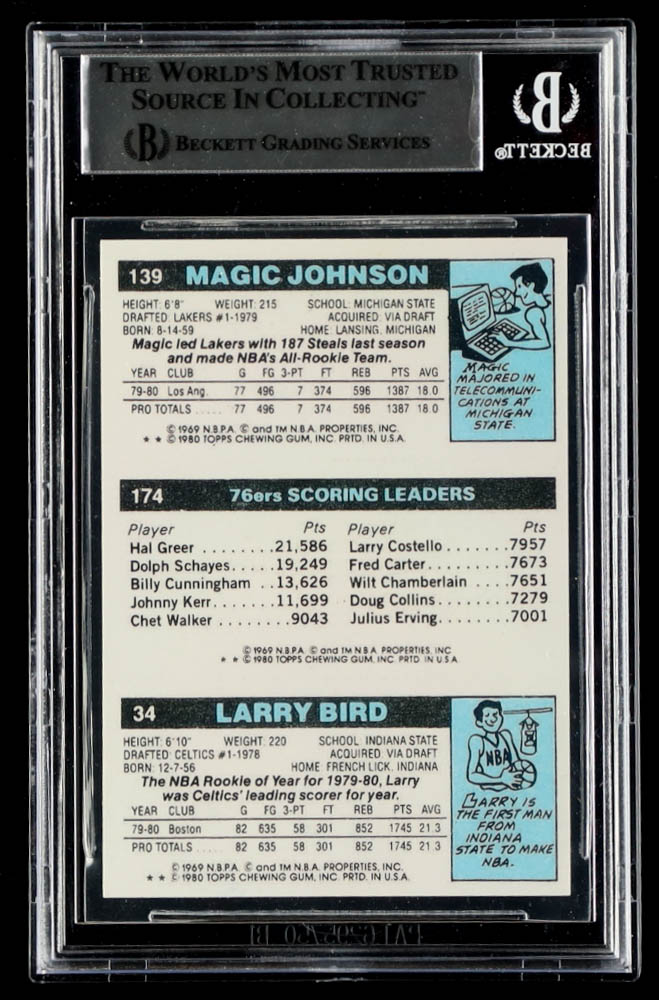 THE WORLD'S MOST TRUSTED
SOURCE IN COLLECTING™
B BECKETT GRADING SERVICES
B
BECKETT®
139 MAGIC JOHNSON
HEIGHT: 6'8" WEIGHT: 215 SCHOOL: MICHIGAN STATE
DRAFTED: LAKERS #1-1979 ACQUIRED: VIA DRAFT
BORN: 8-14-59 HOME: LANSING, MICHIGAN
Magic led Lakers with 187 Steals last season
and made NBA's All-Rookie Team.
YEAR CLUB G FG 3-PT FT REB PTS AVG
79-80 Los Ang. 77 496 7 374 596 1387 18.0
PRO TOTALS ..... 77 496 7 374 596 1387 18.0
© 1969 N.B.P.A. © and TM N.B.A. PROPERTIES, INC.
★ ★ © 1980 TOPPS CHEWING GUM, INC. PRTD. IN U.S.A.
MAGIC
MAJORED IN
TELECOMMUNI-
CATIONS AT
MICHIGAN
STATE.
174 76ers SCORING LEADERS
Player Pts Player Pts
Hal Greer ........21,586 Larry Costello .......7957
Dolph Schayes.....19,249 Fred Carter..........7673
Billy Cunningham ..13,626 Wilt Chamberlain ....7651
Johnny Kerr.......11,699 Doug Collins........7279
Chet Walker ........9043 Julius Erving........7001
© 1969 N.B.P.A. © and TM N.B.A. PROPERTIES, INC.
★ ★ © 1980 TOPPS CHEWING GUM, INC. PRTD. IN U.S.A.
34 LARRY BIRD
HEIGHT: 6'10" WEIGHT: 220 SCHOOL: INDIANA STATE
DRAFTED: CELTICS #1-1978 ACQUIRED: VIA DRAFT
BORN: 12-7-56 HOME: FRENCH LICK, INDIANA
The NBA Rookie of Year for 1979-80, Larry
was Celtics' leading scorer for year.
YEAR CLUB G FG 3-PT FT REB PTS AVG
79-80 Boston 82 635 58 301 852 1745 21.3
PRO TOTALS ..... 82 635 58 301 852 1745 21.3
© 1969 N.B.P.A. © and TM N.B.A. PROPERTIES, INC.
★ ★ © 1980 TOPPS CHEWING GUM, INC. PRTD. IN U.S.A.
NBA
LARRY IS
THE FIRST MAN
FROM
INDIANA
STATE TO MAKE
NBA.